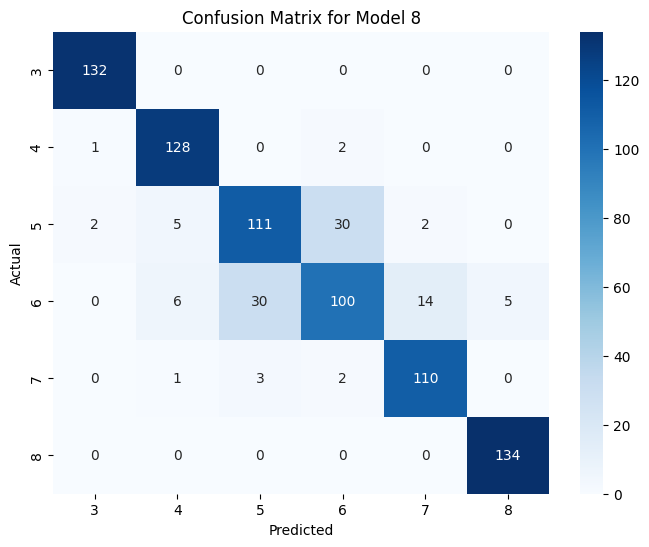 Confusion Matrix for Model 8
3 132 0 0 0 0 0
4 1 128 0 2 0 0
5 2 5 111 30 2 0
6 0 6 30 100 14 5
7 0 1 3 2 110 0
8 0 0 0 0 0 134
3 4 5 6 7 8
Predicted
Actual
120
100
80
60
40
20
0